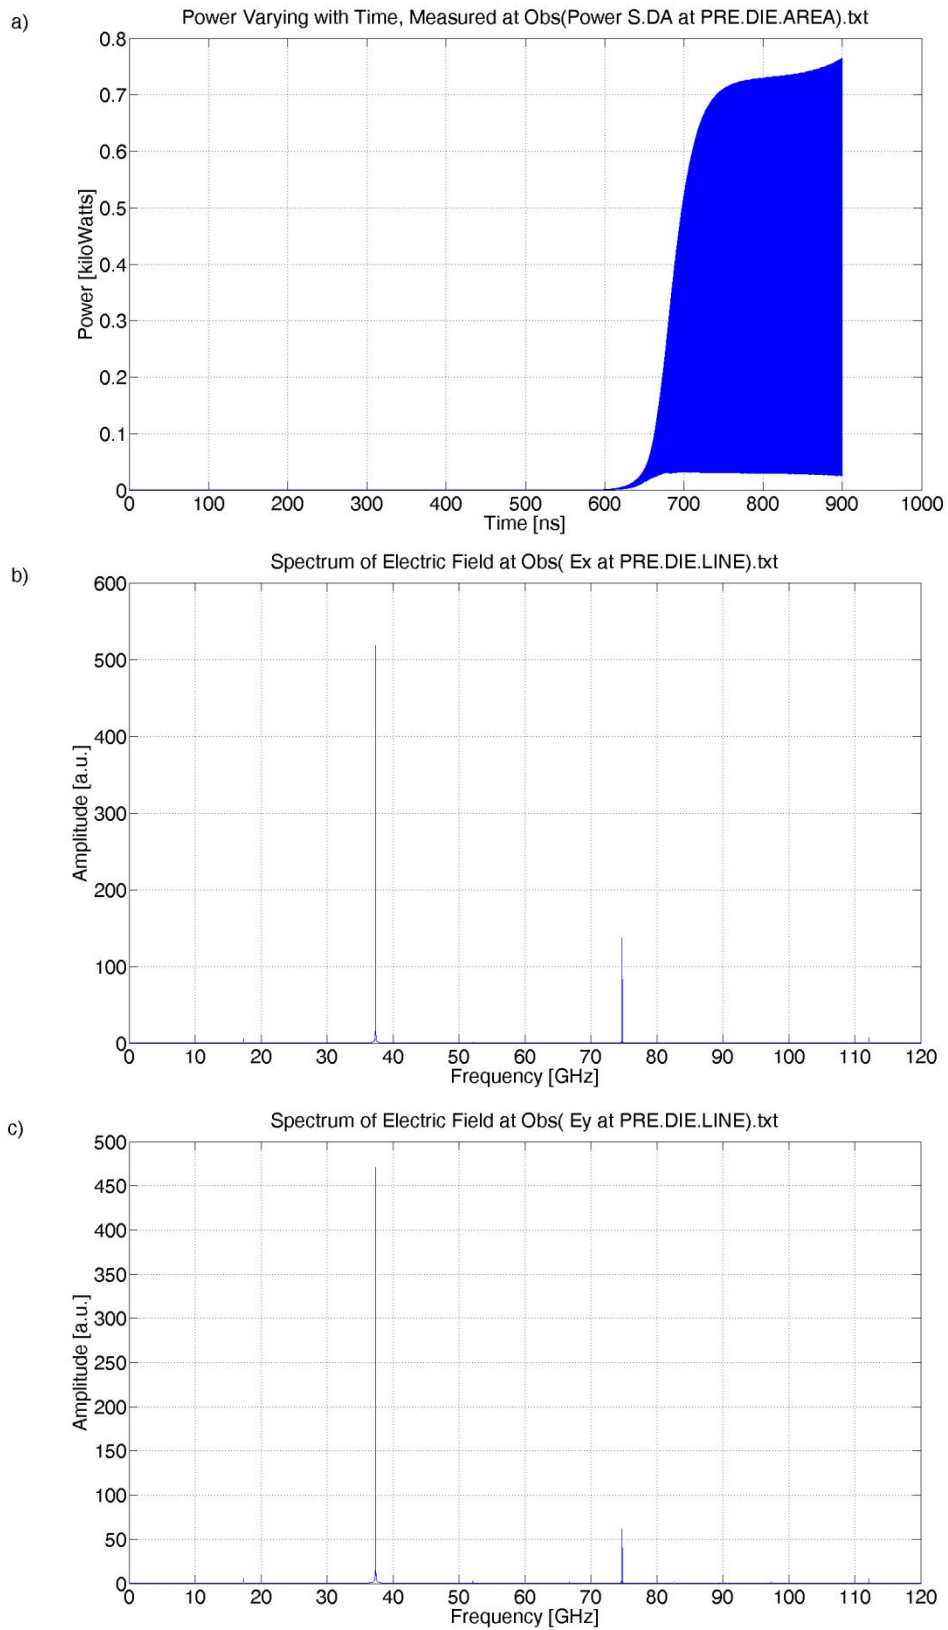 a)
Power Varying with Time, Measured at Obs(Power S.DA at PRE.DIE.AREA).txt
0.8
0.7
0.6
0.5
0.4
0.3
0.2
0.1
0
Power [kiloWatts]
0 100 200 300 400 500 600 700 800 900 1000
Time [ns]
b)
Spectrum of Electric Field at Obs( Ex at PRE.DIE.LINE).txt
600
500
400
300
200
100
0
Amplitude [a.u.]
0 10 20 30 40 50 60 70 80 90 100 110 120
Frequency [GHz]
c)
Spectrum of Electric Field at Obs( Ey at PRE.DIE.LINE).txt
500
450
400
350
300
250
200
150
100
50
0
Amplitude [a.u.]
0 10 20 30 40 50 60 70 80 90 100 110 120
Frequency [GHz]